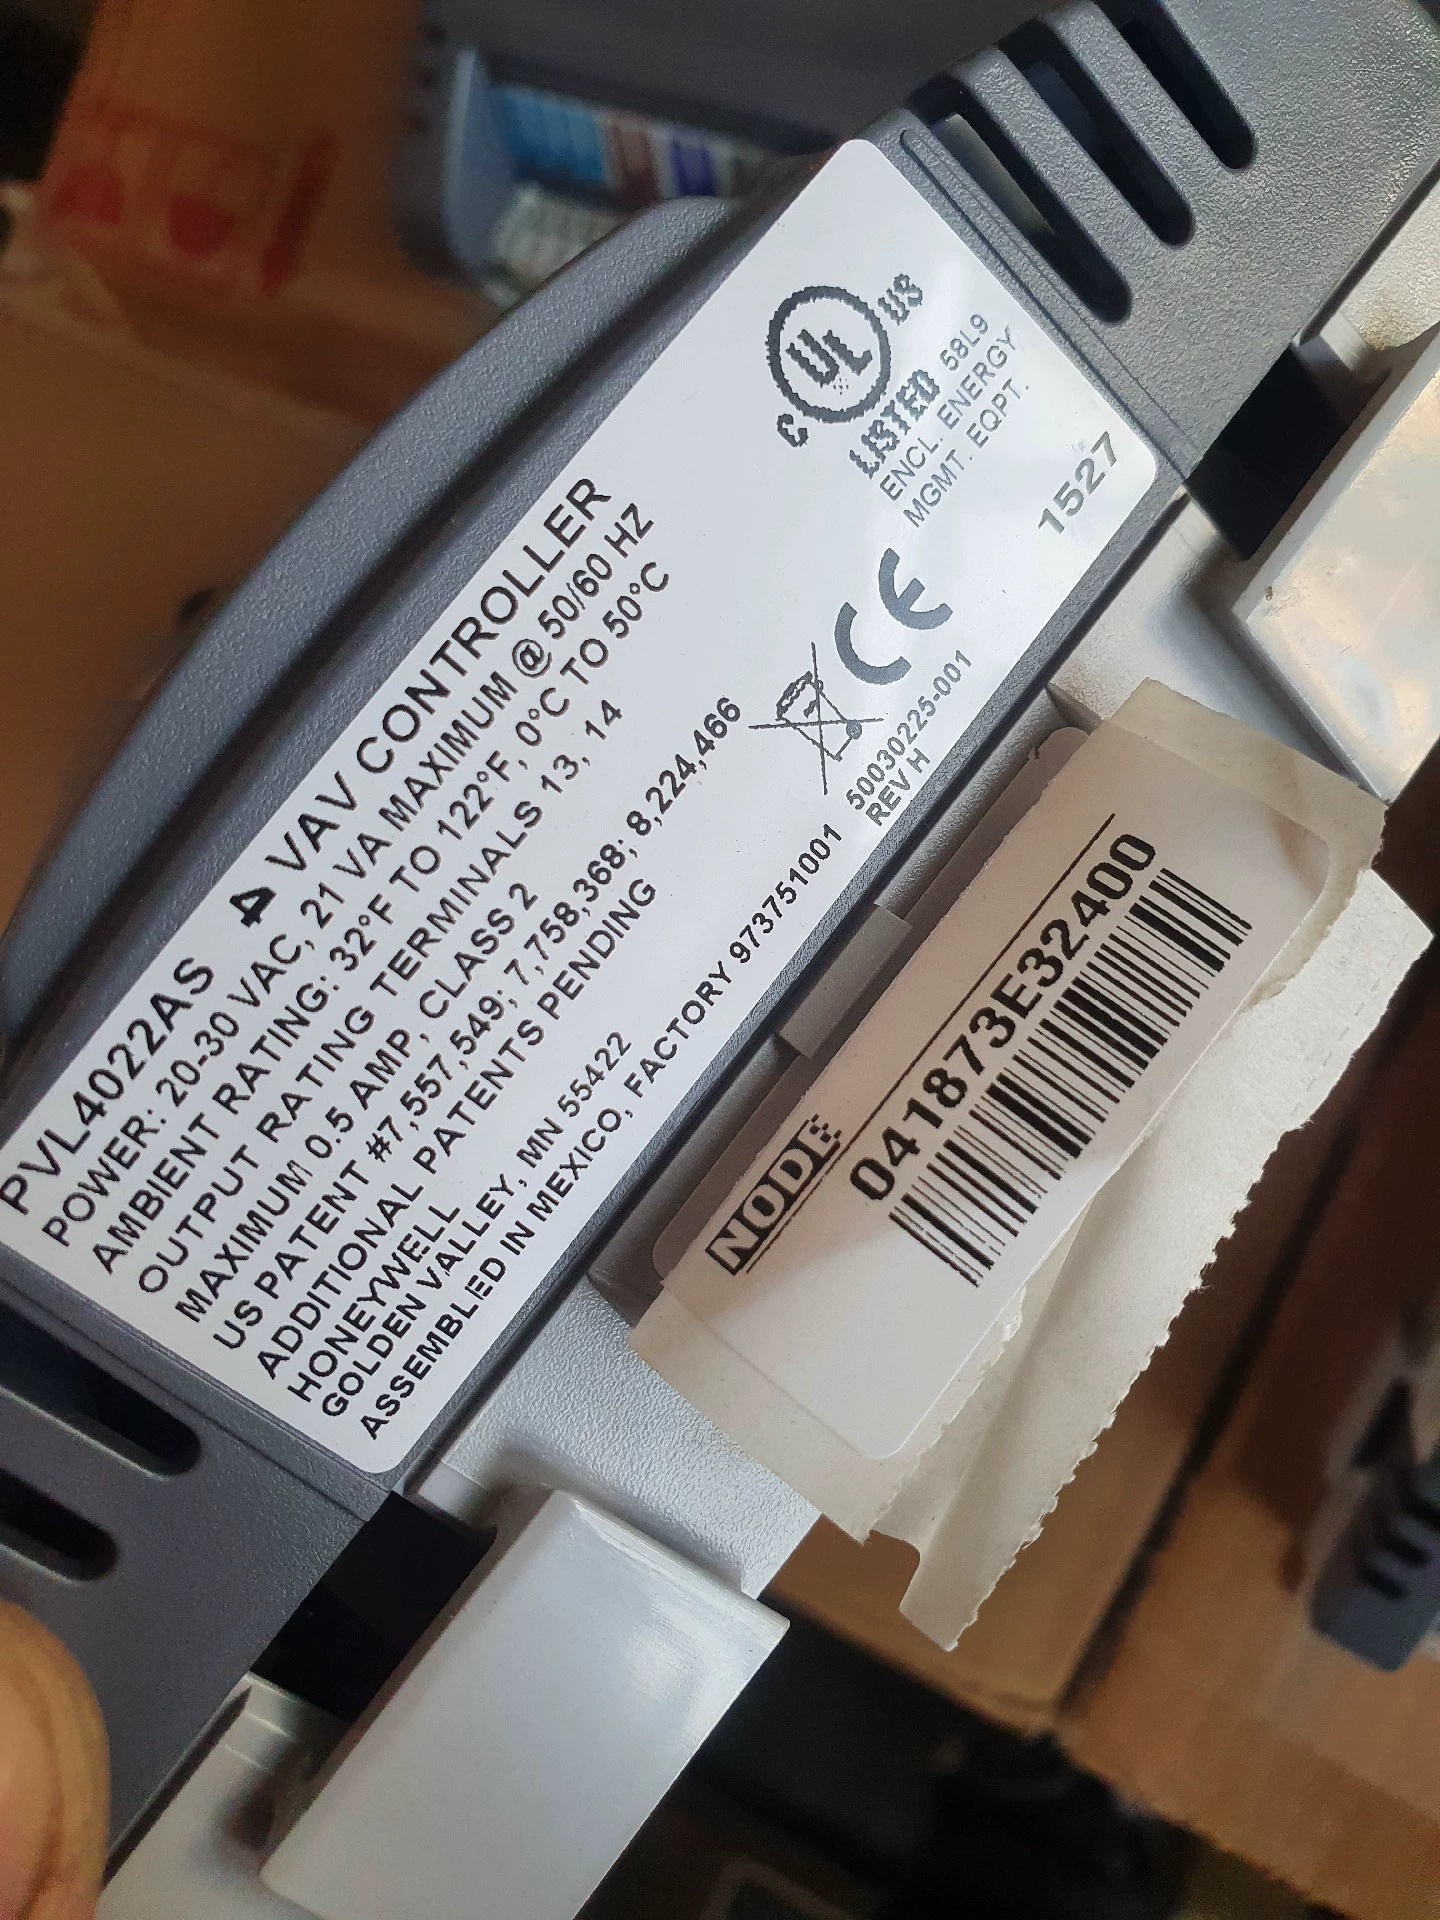 PVL4022AS VAV CONTROLLER
POWER: 20-30 VAC, 21 VA MAXIMUM @ 50/60 HZ
AMBIENT RATING: 32°F TO 122°F, 0°C TO 50°C
OUTPUT RATING TERMINALS 13, 14
MAXIMUM 0.5 AMP, CLASS 2
US PATENT #7,557,549; 7,758,368; 8,224,466
ADDITIONAL PATENTS PENDING
HONEYWELL
GOLDEN VALLEY, MN 55422
ASSEMBLED IN MEXICO, FACTORY 973751001
C UL US
LISTED 58L9
ENCL. ENERGY
MGMT. EQPT.
1527
CE
50030225-001
REV H
NODE
041873E32400